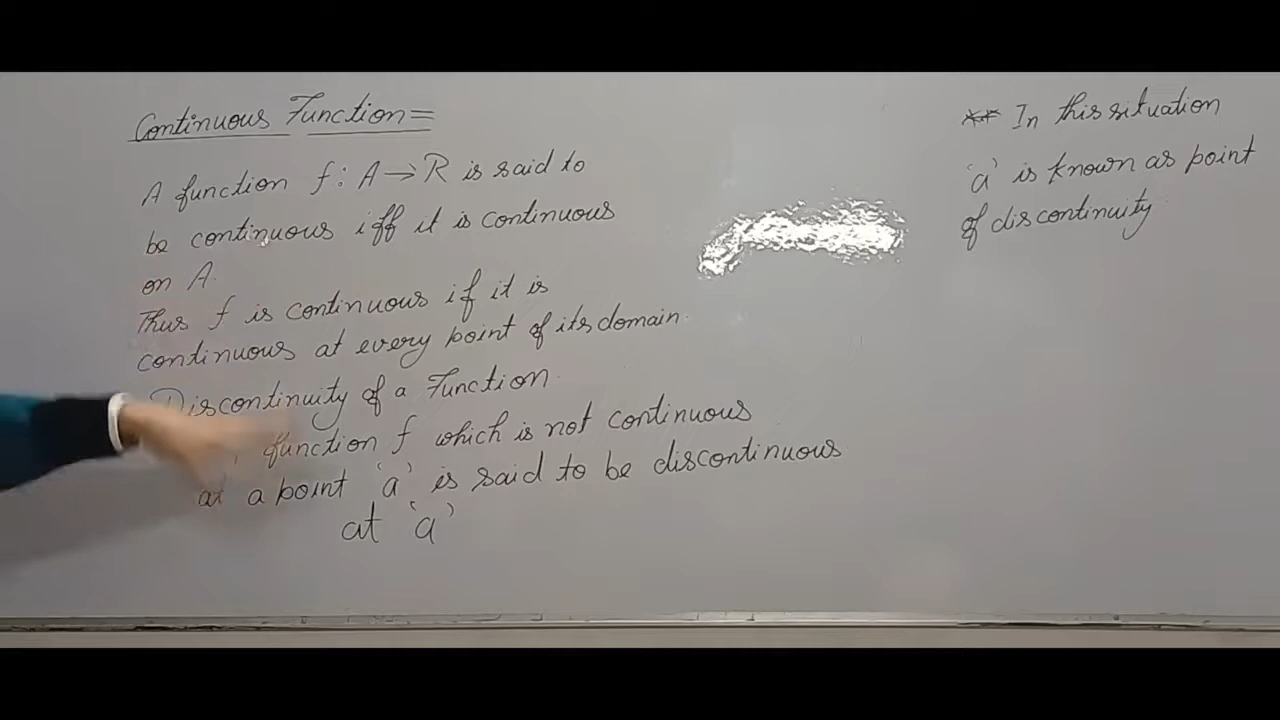 Continuous Function=
A function f: A→R is said to
be continuous iff it is continuous
on A.
Thus f is continuous if it is
continuous at every point of its domain.
Discontinuity of a Function.
function f which is not continuous
at a point 'a' is said to be discontinuous
at 'a'
** In this situation
'a' is known as point
of discontinuity.